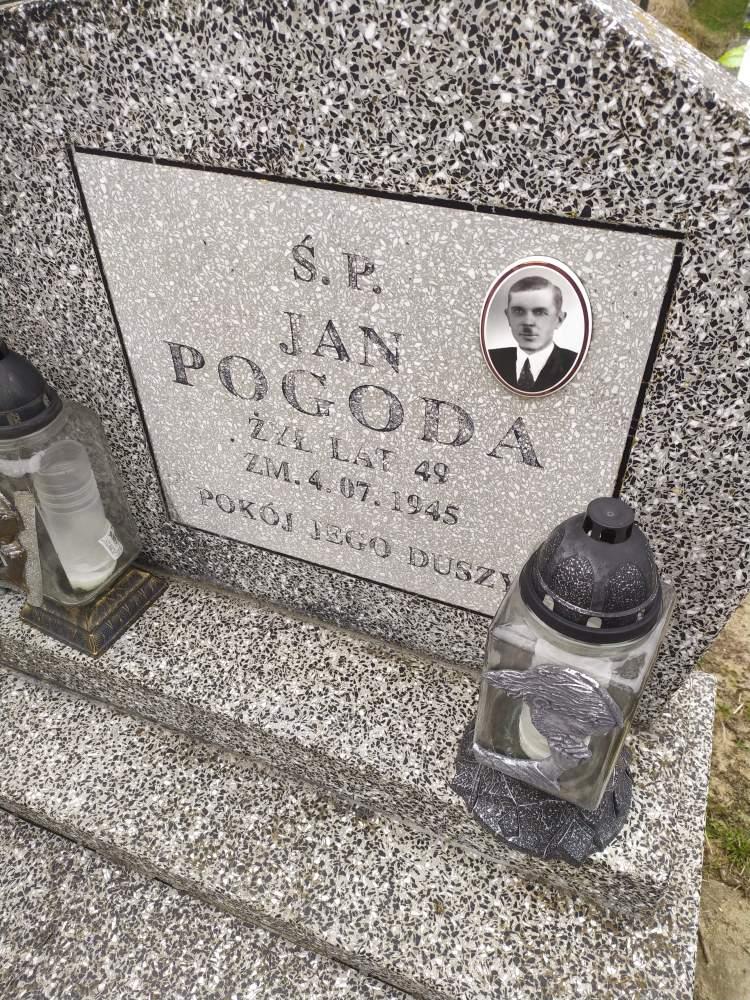 Ś.P.
JAN
POGODA
ŻYŁ LAT 49
ZM. 4.07.1945
POKÓJ JEGO DUSZY